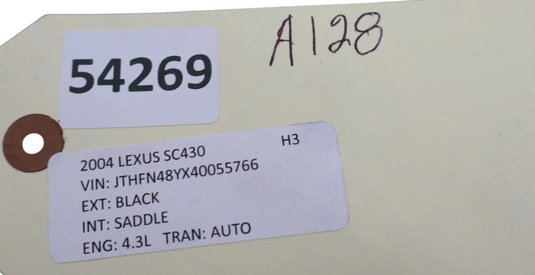 A128
54269
2004 LEXUS SC430 H3
VIN: JTHFN48YX40055766
EXT: BLACK
INT: SADDLE
ENG: 4.3L TRAN: AUTO